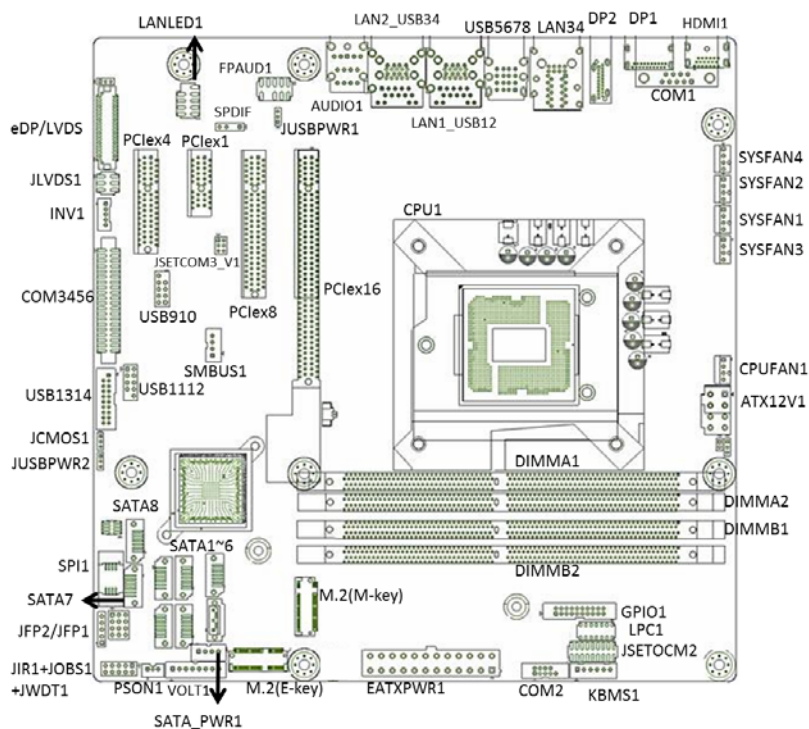 LANLED1
LAN2_USB34
USB5678
LAN34
DP2
DP1
HDMI1
FPAUD1
COM1
AUDIO1
SPDIF
JUSBPWR1
LAN1_USB12
eDP/LVDS
PCIex4
PCIex1
SYSFAN4
JLVDS1
SYSFAN2
INV1
CPU1
SYSFAN1
JSETCOM3_V1
SYSFAN3
COM3456
PCIex16
USB910
PCIex8
SMBUS1
CPUFAN1
USB1314
USB1112
ATX12V1
JCMOS1
JUSBPWR2
DIMMA1
SATA8
DIMMA2
SATA1~6
DIMMB1
SPI1
DIMMB2
SATA7
M.2(M-key)
GPIO1
JFP2/JFP1
LPC1
JSETOCM2
JIR1+JOBS1
+JWDT1
PSON1
VOLT1
M.2(E-key)
EATXPWR1
COM2
KBMS1
SATA_PWR1